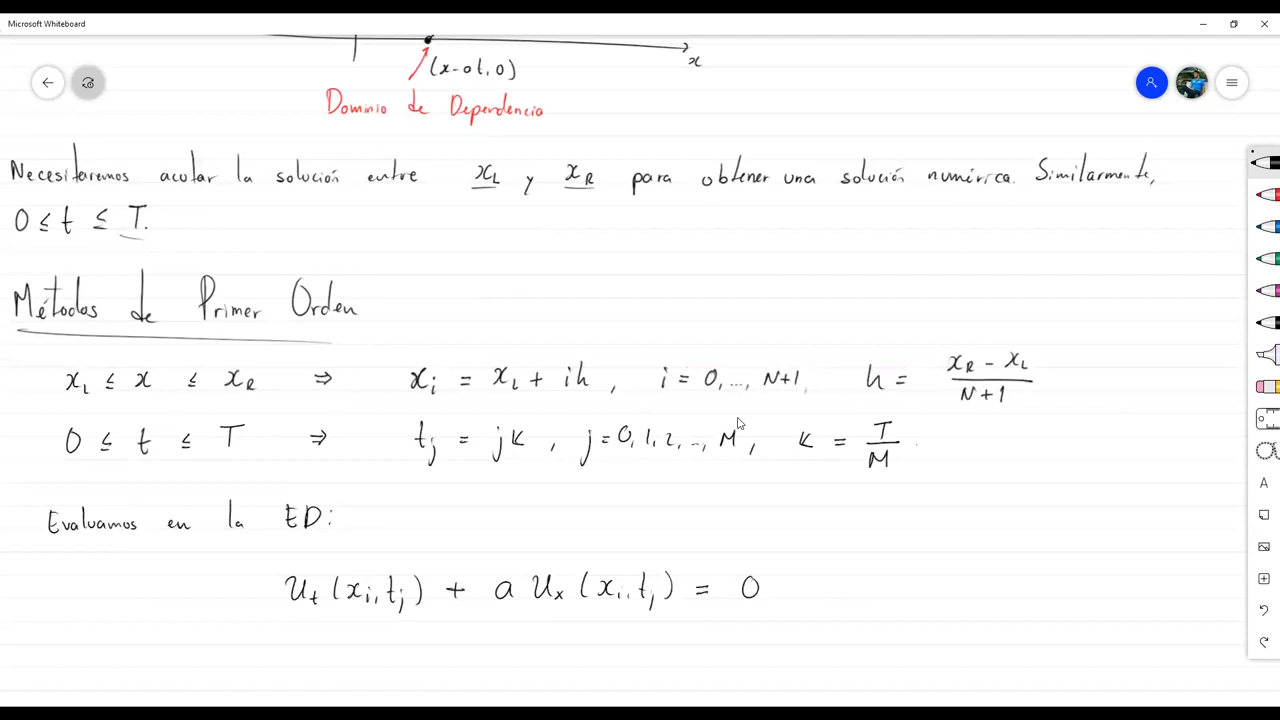 Microsoft Whiteboard
x
(x-at,0)
Dominio de Dependencia
Necesitaremos acotar la solución entre x_L y x_R para obtener una solución numérica. Similarmente,
0 ≤ t ≤ T.
Métodos de Primer Orden
x_L ≤ x ≤ x_R ⇒ x_i = x_L + ih, i = 0,..., N+1, h = (x_R - x_L)/(N+1)
0 ≤ t ≤ T ⇒ t_j = jk, j = 0,1,2,...,M, k = T/M
Evaluamos en la ED:
u_t(x_i,t_j) + a u_x(x_i,t_j) = 0